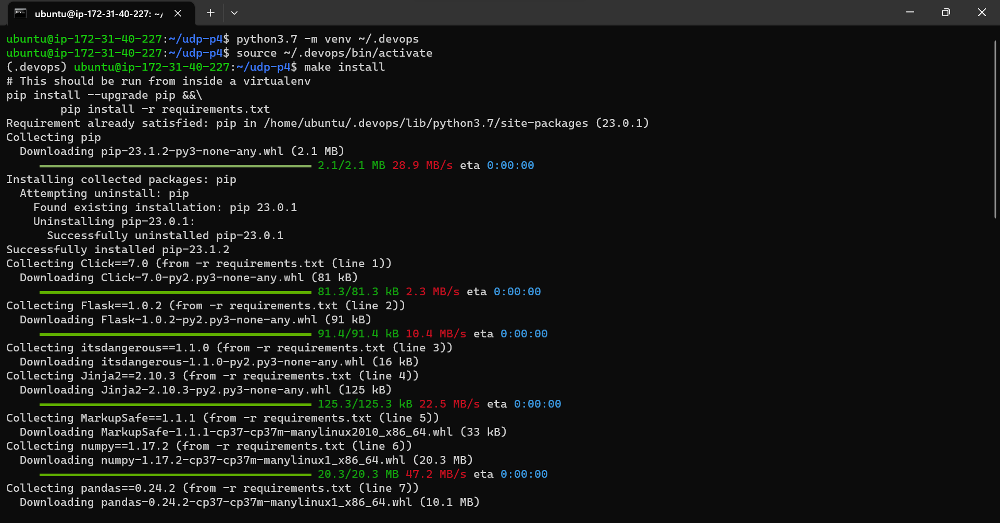 ubuntu@ip-172-31-40-227: ~/
ubuntu@ip-172-31-40-227:~/udp-p4$ python3.7 -m venv ~/.devops
ubuntu@ip-172-31-40-227:~/udp-p4$ source ~/.devops/bin/activate
(.devops) ubuntu@ip-172-31-40-227:~/udp-p4$ make install
# This should be run from inside a virtualenv
pip install --upgrade pip &&\
        pip install -r requirements.txt
Requirement already satisfied: pip in /home/ubuntu/.devops/lib/python3.7/site-packages (23.0.1)
Collecting pip
  Downloading pip-23.1.2-py3-none-any.whl (2.1 MB)
2.1/2.1 MB 28.9 MB/s eta 0:00:00
Installing collected packages: pip
  Attempting uninstall: pip
    Found existing installation: pip 23.0.1
    Uninstalling pip-23.0.1:
      Successfully uninstalled pip-23.0.1
Successfully installed pip-23.1.2
Collecting Click==7.0 (from -r requirements.txt (line 1))
  Downloading Click-7.0-py2.py3-none-any.whl (81 kB)
81.3/81.3 kB 2.3 MB/s eta 0:00:00
Collecting Flask==1.0.2 (from -r requirements.txt (line 2))
  Downloading Flask-1.0.2-py2.py3-none-any.whl (91 kB)
91.4/91.4 kB 10.4 MB/s eta 0:00:00
Collecting itsdangerous==1.1.0 (from -r requirements.txt (line 3))
  Downloading itsdangerous-1.1.0-py2.py3-none-any.whl (16 kB)
Collecting Jinja2==2.10.3 (from -r requirements.txt (line 4))
  Downloading Jinja2-2.10.3-py2.py3-none-any.whl (125 kB)
125.3/125.3 kB 22.5 MB/s eta 0:00:00
Collecting MarkupSafe==1.1.1 (from -r requirements.txt (line 5))
  Downloading MarkupSafe-1.1.1-cp37-cp37m-manylinux2010_x86_64.whl (33 kB)
Collecting numpy==1.17.2 (from -r requirements.txt (line 6))
  Downloading numpy-1.17.2-cp37-cp37m-manylinux1_x86_64.whl (20.3 MB)
20.3/20.3 MB 47.2 MB/s eta 0:00:00
Collecting pandas==0.24.2 (from -r requirements.txt (line 7))
  Downloading pandas-0.24.2-cp37-cp37m-manylinux1_x86_64.whl (10.1 MB)